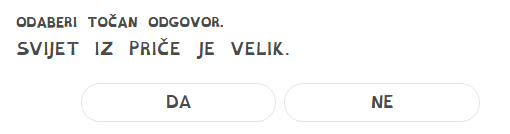 ODABERI TOČAN ODGOVOR.
SVIJET IZ PRIČE JE VELIK.
DA NE